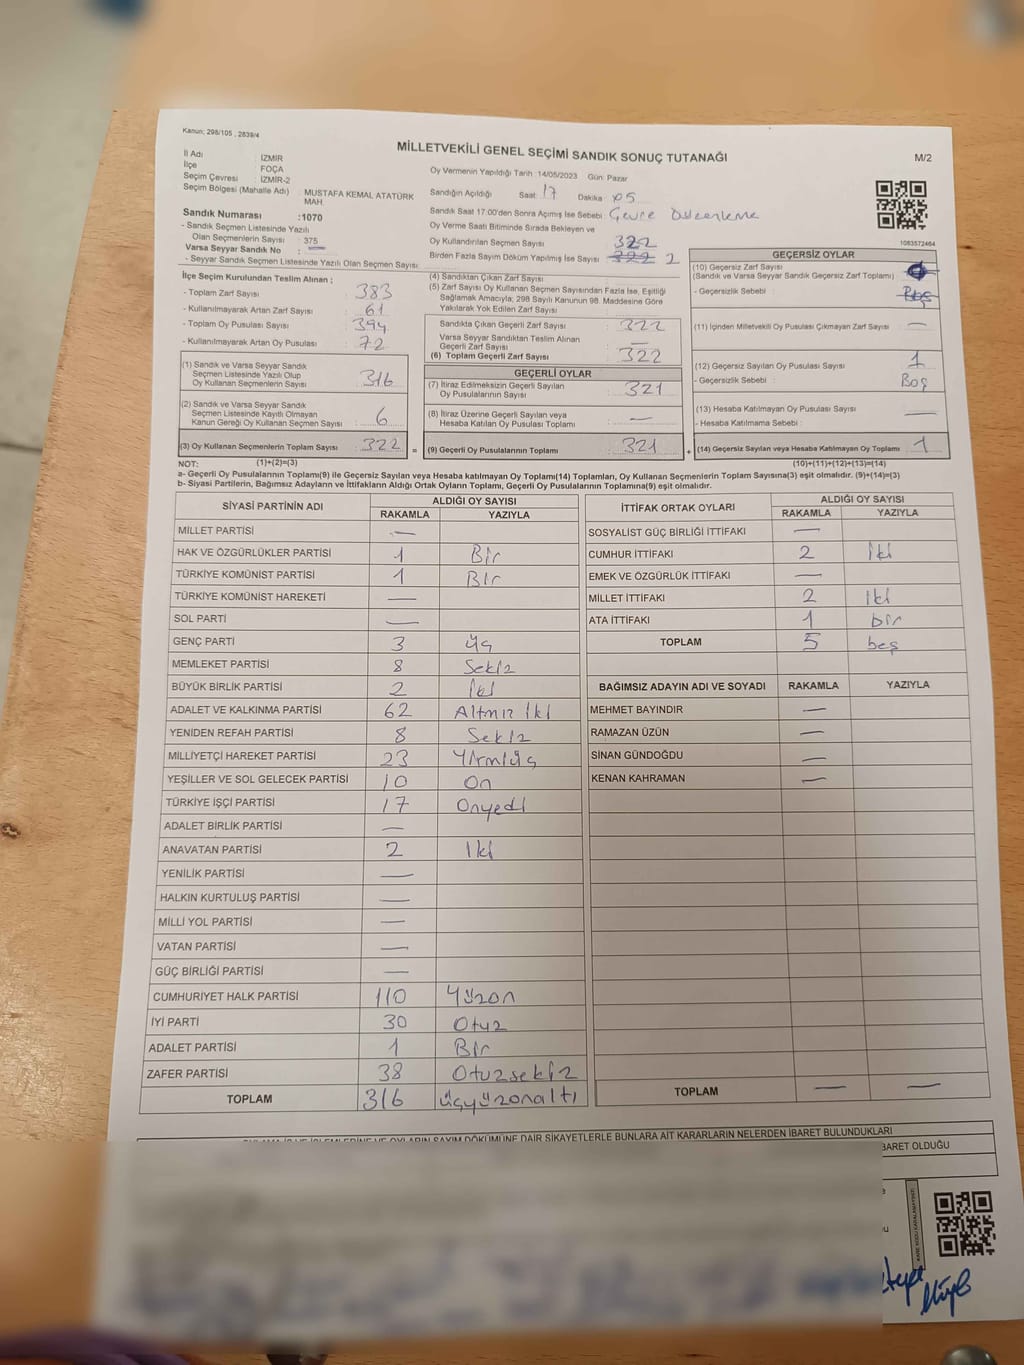 Kanun: 298/105 , 2839/4
MİLLETVEKİLİ GENEL SEÇİMİ SANDIK SONUÇ TUTANAĞI
M/2
İl Adı İZMİR
İlçe FOÇA
Seçim Çevresi İZMİR-2
Seçim Bölgesi (Mahalle Adı) : MUSTAFA KEMAL ATATÜRK MAH.
Sandık Numarası :1070
- Sandık Seçmen Listesinde Yazılı
Olan Seçmenlerin Sayısı : 375
Varsa Seyyar Sandık No : —
- Seyyar Sandık Seçmen Listesinde Yazılı Olan Seçmen Sayısı
Oy Vermenin Yapıldığı Tarih :14/05/2023 Gün: Pazar
Sandığın Açıldığı Saat: 17 Dakika: 05
Sandık Saat 17:00'den Sonra Açılmış İse Sebebi: Çevre Düzenleme
Oy Verme Saati Bitiminde Sırada Bekleyen ve
Oy Kullandırılan Seçmen Sayısı 322
Birden Fazla Sayım Döküm Yapılmış İse Sayısı 322 2
1083572464
İlçe Seçim Kurulundan Teslim Alınan ;
- Toplam Zarf Sayısı : 383
- Kullanılmayarak Artan Zarf Sayısı : 61
- Toplam Oy Pusulası Sayısı : 394
- Kullanılmayarak Artan Oy Pusulası : 72
(4) Sandıktan Çıkan Zarf Sayısı
(5) Zarf Sayısı Oy Kullanan Seçmen Sayısından Fazla İse, Eşitliği
Sağlamak Amacıyla, 298 Sayılı Kanunun 98. Maddesine Göre
Yakılarak Yok Edilen Zarf Sayısı
Sandıkta Çıkan Geçerli Zarf Sayısı 322
Varsa Seyyar Sandıktan Teslim Alınan
Geçerli Zarf Sayısı —
(6) Toplam Geçerli Zarf Sayısı 322
GEÇERSİZ OYLAR
(10) Geçersiz Zarf Sayısı
(Sandık ve Varsa Seyyar Sandık Geçersiz Zarf Toplamı)
- Geçersizlik Sebebi : Boş
(11) İçinden Milletvekili Oy Pusulası Çıkmayan Zarf Sayısı —
(12) Geçersiz Sayılan Oy Pusulası Sayısı 1
- Geçersizlik Sebebi : Boş
(13) Hesaba Katılmayan Oy Pusulası Sayısı —
- Hesaba Katılmama Sebebi :
(14) Geçersiz Sayılan veya Hesaba Katılmayan Oy Toplamı 1
(10)+(11)+(12)+(13)=(14)
(1) Sandık ve Varsa Seyyar Sandık
Seçmen Listesinde Yazılı Olup
Oy Kullanan Seçmenlerin Sayısı 316
(2) Sandık ve Varsa Seyyar Sandık
Seçmen Listesinde Kayıtlı Olmayan
Kanun Gereği Oy Kullanan Seçmen Sayısı 6
(3) Oy Kullanan Seçmenlerin Toplam Sayısı 322 =
(1)+(2)=(3)
GEÇERLİ OYLAR
(7) İtiraz Edilmeksizin Geçerli Sayılan
Oy Pusulalarının Sayısı : 321
(8) İtiraz Üzerine Geçerli Sayılan veya
Hesaba Katılan Oy Pusulası Toplamı : —
(9) Geçerli Oy Pusulalarının Toplamı : 321 +
NOT:
a- Geçerli Oy Pusulalarının Toplamı(9) ile Geçersiz Sayılan veya Hesaba katılmayan Oy Toplamı(14) Toplamları, Oy Kullanan Seçmenlerin Toplam Sayısına(3) eşit olmalıdır. (9)+(14)=(3)
b- Siyasi Partilerin, Bağımsız Adayların ve İttifakların Aldığı Ortak Oyların Toplamı, Geçerli Oy Pusulalarının Toplamına(9) eşit olmalıdır.
SİYASİ PARTİNİN ADI ALDIĞI OY SAYISI
RAKAMLA YAZIYLA
MİLLET PARTİSİ —
HAK VE ÖZGÜRLÜKLER PARTİSİ 1 Bir
TÜRKİYE KOMÜNİST PARTİSİ 1 Bir
TÜRKİYE KOMÜNİST HAREKETİ —
SOL PARTİ —
GENÇ PARTİ 3 üç
MEMLEKET PARTİSİ 8 Sekiz
BÜYÜK BİRLİK PARTİSİ 2 İki
ADALET VE KALKINMA PARTİSİ 62 Altmız iki
YENİDEN REFAH PARTİSİ 8 Sekiz
MİLLİYETÇİ HAREKET PARTİSİ 23 Yirmiüç
YEŞİLLER VE SOL GELECEK PARTİSİ 10 On
TÜRKİYE İŞÇİ PARTİSİ 17 Onyedi
ADALET BİRLİK PARTİSİ —
ANAVATAN PARTİSİ 2 İki
YENİLİK PARTİSİ —
HALKIN KURTULUŞ PARTİSİ —
MİLLİ YOL PARTİSİ —
VATAN PARTİSİ —
GÜÇ BİRLİĞİ PARTİSİ —
CUMHURİYET HALK PARTİSİ 110 Yüzon
İYİ PARTİ 30 Otuz
ADALET PARTİSİ 1 Bir
ZAFER PARTİSİ 38 Otuzsekiz
TOPLAM 316 üçyüzonaltı
İTTİFAK ORTAK OYLARI ALDIĞI OY SAYISI
RAKAMLA YAZIYLA
SOSYALİST GÜÇ BİRLİĞİ İTTİFAKI —
CUMHUR İTTİFAKI 2 İki
EMEK VE ÖZGÜRLÜK İTTİFAKI —
MİLLET İTTİFAKI 2 İki
ATA İTTİFAKI 1 bir
TOPLAM 5 beş
BAĞIMSIZ ADAYIN ADI VE SOYADI RAKAMLA YAZIYLA
MEHMET BAYINDIR —
RAMAZAN ÜZÜN —
SİNAN GÜNDOĞDU —
KENAN KAHRAMAN —
TOPLAM — —
OYLARIN SAYIM DÖKÜMÜNE DAİR ŞİKAYETLERLE BUNLARA AİT KARARLARIN NELERDEN İBARET BULUNDUKLARI
BARET OLDUĞU